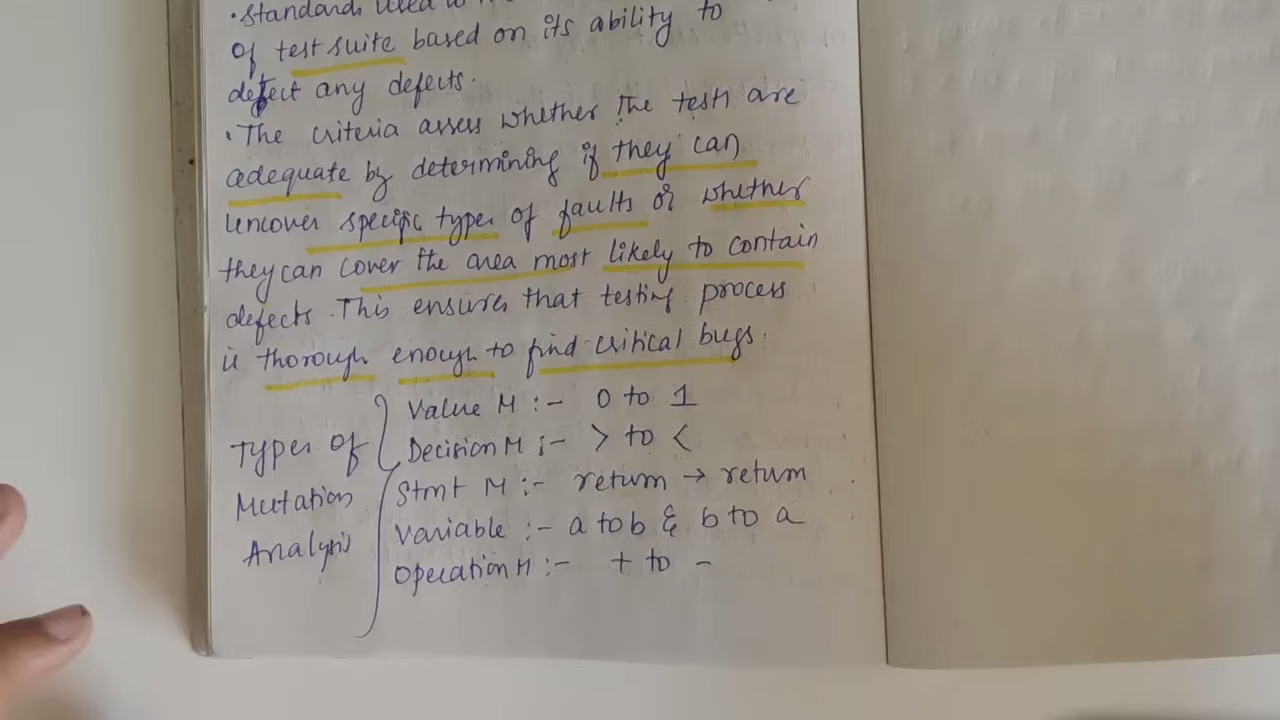 • Standards used
of test suite based on its ability to
detect any defects.
• The criteria assess whether the tests are
adequate by determining if they can
uncover specific types of faults or whether
they can cover the area most likely to contain
defects. This ensures that testing process
is thorough enough to find critical bugs.
Types of
Mutation
Analysis
Value M :- 0 to 1
Decision M :- > to <
Stmt M :- return → return
Variable :- a to b & b to a
Operation M :- + to -